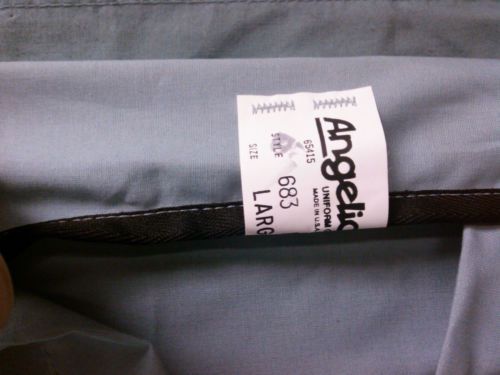 Angelic
UNIFORM
MADE IN U.S.A
65415
STYLE 683
SIZE LARG